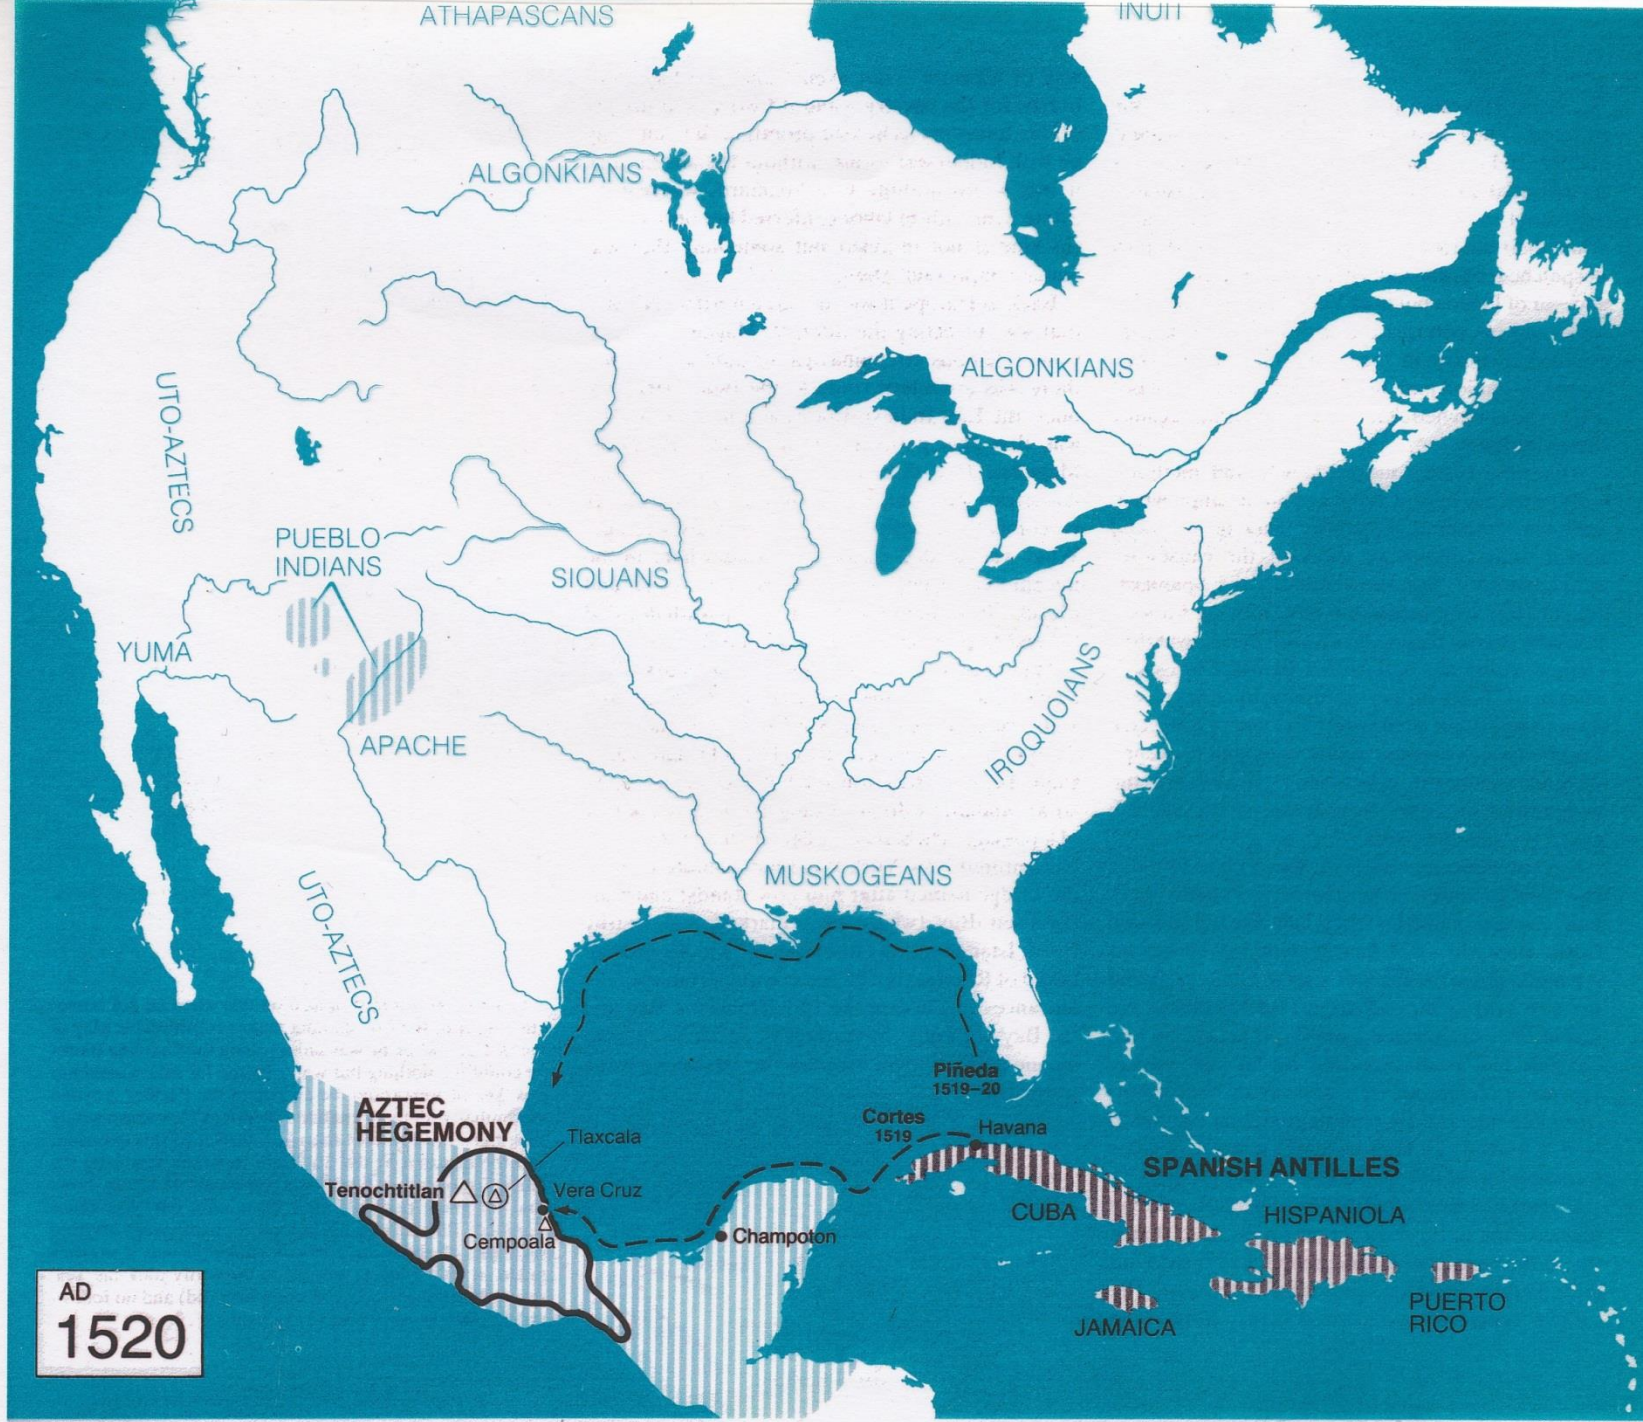 ATHAPASCANS
INUIT
ALGONKIANS
ALGONKIANS
UTO-AZTECS
PUEBLO
INDIANS
SIOUANS
YUMA
IROQUOIANS
APACHE
MUSKOGEANS
UTO-AZTECS
Piñeda
1519–20
AZTEC
HEGEMONY
Cortes
1519
Havana
Tlaxcala
SPANISH ANTILLES
Tenochtitlan
Vera Cruz
CUBA
HISPANIOLA
Cempoala
Champoton
AD
1520
PUERTO
RICO
JAMAICA